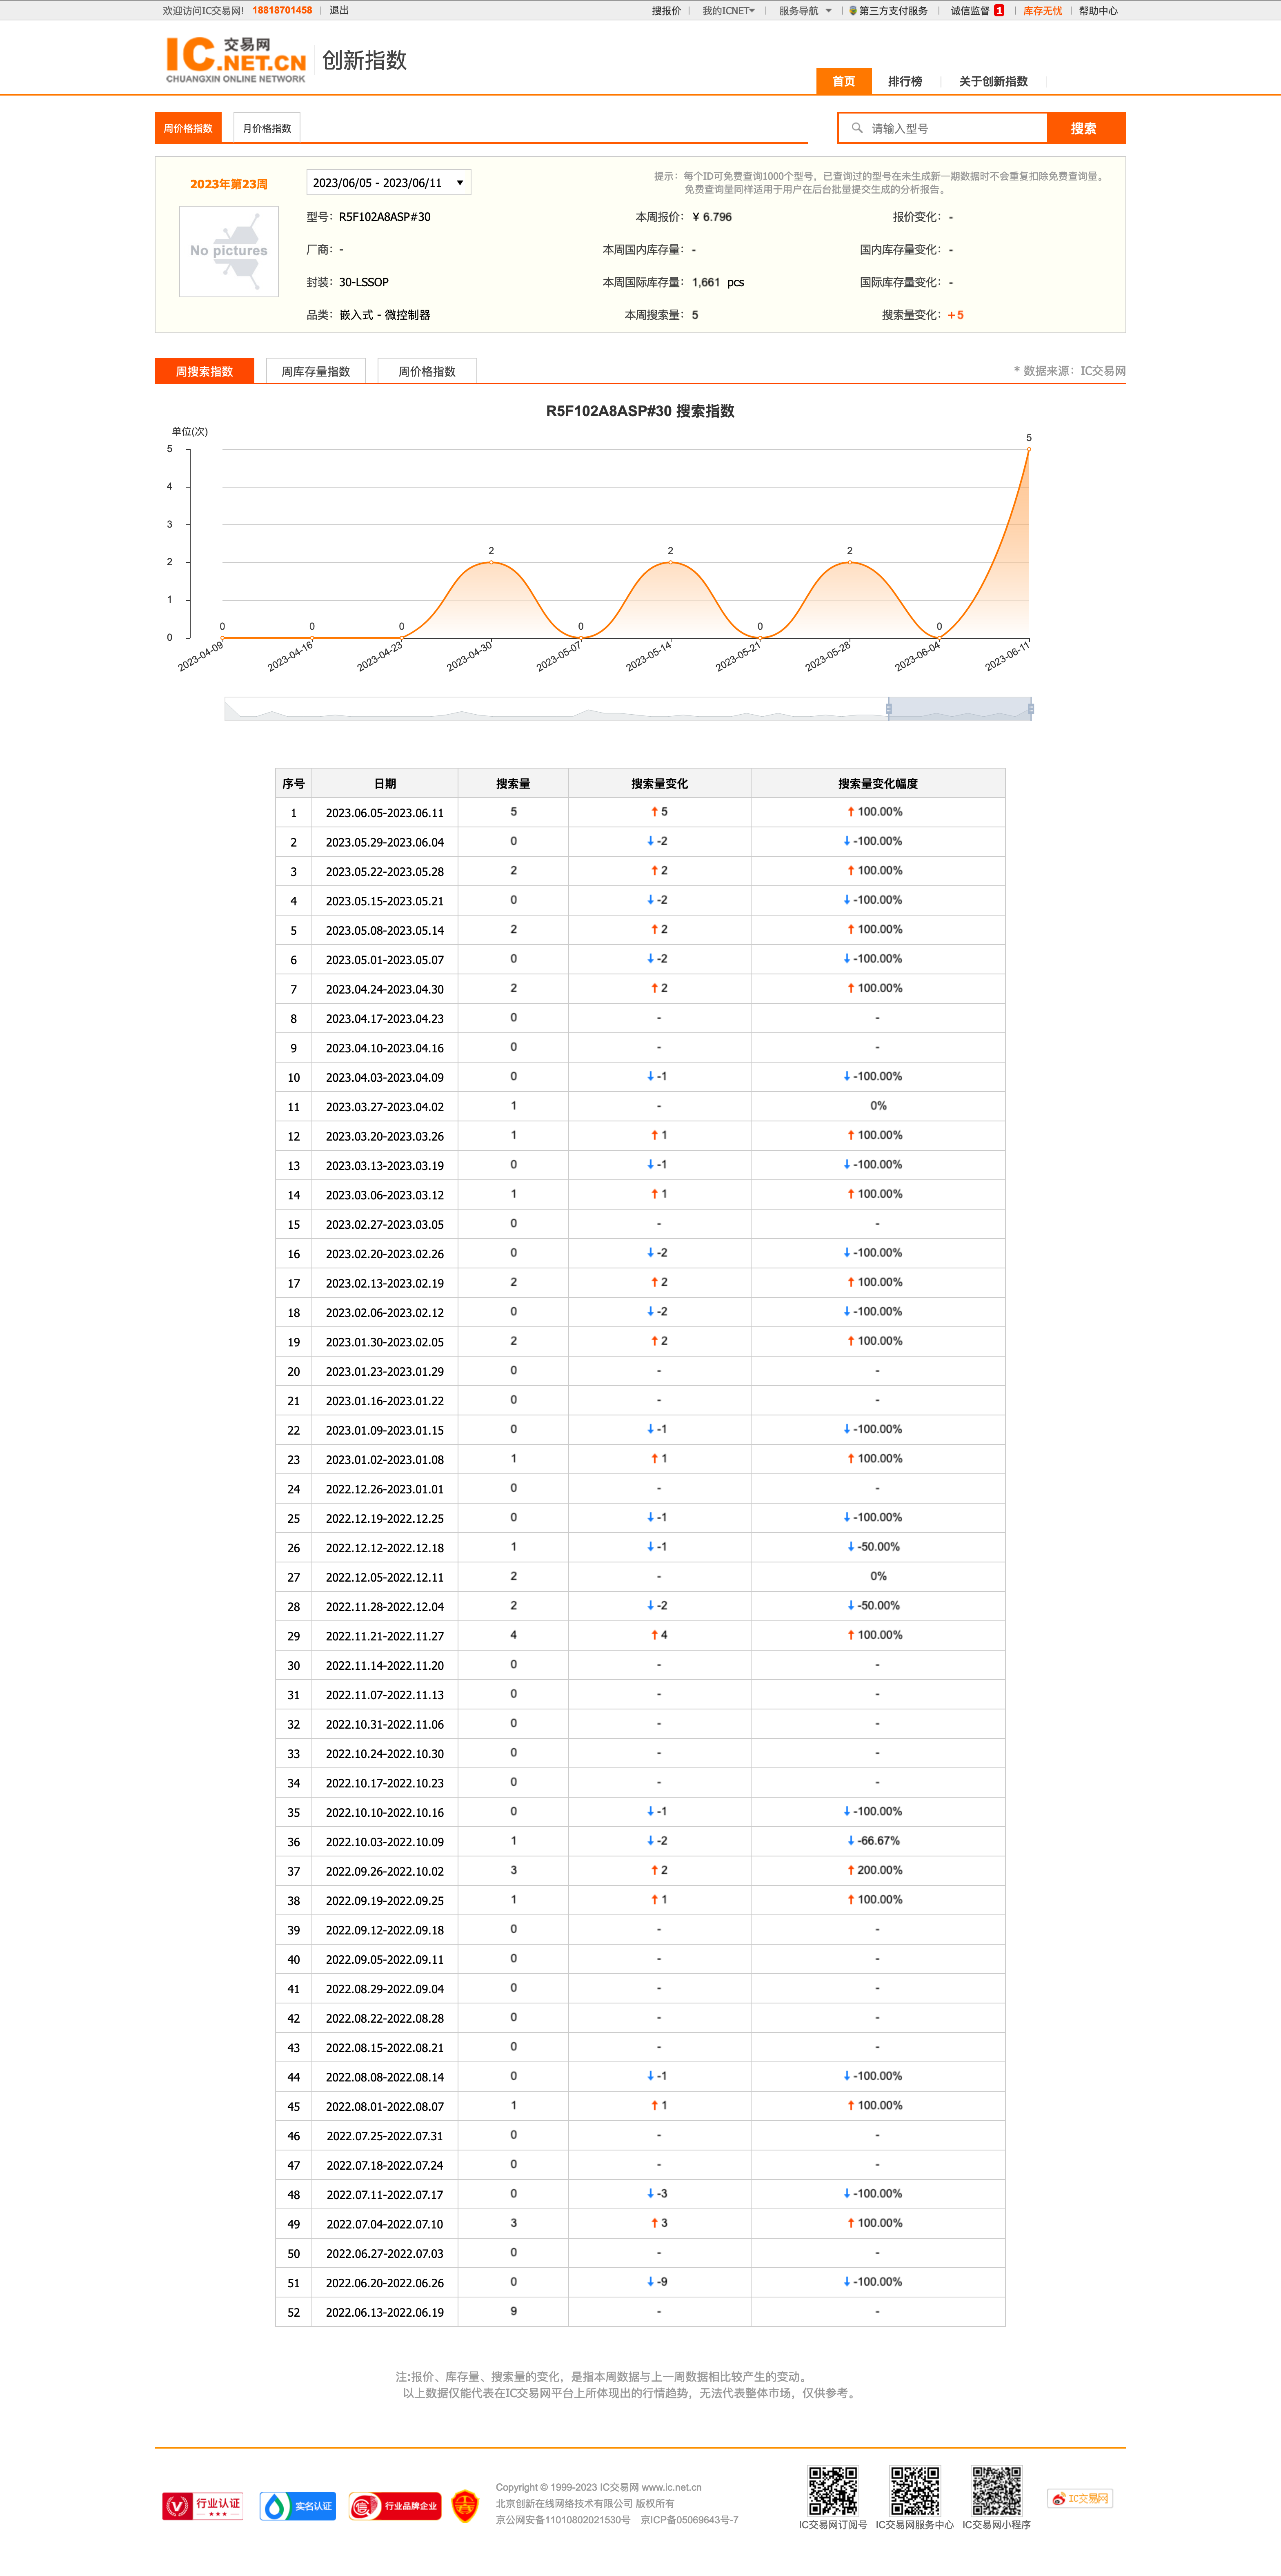 欢迎访问IC交易网! 18818701458 | 退出 搜报价 | 我的ICNET | 服务导航 | 第三方支付服务 | 诚信监督 1 | 库存无忧 | 帮助中心
IC交易网 .NET.CN CHUANGXIN ONLINE NETWORK 创新指数
首页 排行榜 关于创新指数
周价格指数 月价格指数 请输入型号 搜索
2023年第23周 2023/06/05 - 2023/06/11 提示：每个ID可免费查询1000个型号，已查询过的型号在未生成新一期数据时不会重复扣除免费查询量。
免费查询量同样适用于用户在后台批量提交生成的分析报告。
No pictures
型号：R5F102A8ASP#30 本周报价：¥ 6.796 报价变化：-
厂商：- 本周国内库存量：- 国内库存量变化：-
封装：30-LSSOP 本周国际库存量：1,661 pcs 国际库存量变化：-
品类：嵌入式 - 微控制器 本周搜索量：5 搜索量变化：+5
周搜索指数 周库存量指数 周价格指数 * 数据来源：IC交易网
R5F102A8ASP#30 搜索指数
单位(次)
5
4
3
2
1
0
0 0 0 2 0 2 0 2 0 5
2023-04-09 2023-04-16 2023-04-23 2023-04-30 2023-05-07 2023-05-14 2023-05-21 2023-05-28 2023-06-04 2023-06-11
序号 日期 搜索量 搜索量变化 搜索量变化幅度
1 2023.06.05-2023.06.11 5 ↑5 ↑100.00%
2 2023.05.29-2023.06.04 0 ↓-2 ↓-100.00%
3 2023.05.22-2023.05.28 2 ↑2 ↑100.00%
4 2023.05.15-2023.05.21 0 ↓-2 ↓-100.00%
5 2023.05.08-2023.05.14 2 ↑2 ↑100.00%
6 2023.05.01-2023.05.07 0 ↓-2 ↓-100.00%
7 2023.04.24-2023.04.30 2 ↑2 ↑100.00%
8 2023.04.17-2023.04.23 0 - -
9 2023.04.10-2023.04.16 0 - -
10 2023.04.03-2023.04.09 0 ↓-1 ↓-100.00%
11 2023.03.27-2023.04.02 1 - 0%
12 2023.03.20-2023.03.26 1 ↑1 ↑100.00%
13 2023.03.13-2023.03.19 0 ↓-1 ↓-100.00%
14 2023.03.06-2023.03.12 1 ↑1 ↑100.00%
15 2023.02.27-2023.03.05 0 - -
16 2023.02.20-2023.02.26 0 ↓-2 ↓-100.00%
17 2023.02.13-2023.02.19 2 ↑2 ↑100.00%
18 2023.02.06-2023.02.12 0 ↓-2 ↓-100.00%
19 2023.01.30-2023.02.05 2 ↑2 ↑100.00%
20 2023.01.23-2023.01.29 0 - -
21 2023.01.16-2023.01.22 0 - -
22 2023.01.09-2023.01.15 0 ↓-1 ↓-100.00%
23 2023.01.02-2023.01.08 1 ↑1 ↑100.00%
24 2022.12.26-2023.01.01 0 - -
25 2022.12.19-2022.12.25 0 ↓-1 ↓-100.00%
26 2022.12.12-2022.12.18 1 ↓-1 ↓-50.00%
27 2022.12.05-2022.12.11 2 - 0%
28 2022.11.28-2022.12.04 2 ↓-2 ↓-50.00%
29 2022.11.21-2022.11.27 4 ↑4 ↑100.00%
30 2022.11.14-2022.11.20 0 - -
31 2022.11.07-2022.11.13 0 - -
32 2022.10.31-2022.11.06 0 - -
33 2022.10.24-2022.10.30 0 - -
34 2022.10.17-2022.10.23 0 - -
35 2022.10.10-2022.10.16 0 ↓-1 ↓-100.00%
36 2022.10.03-2022.10.09 1 ↓-2 ↓-66.67%
37 2022.09.26-2022.10.02 3 ↑2 ↑200.00%
38 2022.09.19-2022.09.25 1 ↑1 ↑100.00%
39 2022.09.12-2022.09.18 0 - -
40 2022.09.05-2022.09.11 0 - -
41 2022.08.29-2022.09.04 0 - -
42 2022.08.22-2022.08.28 0 - -
43 2022.08.15-2022.08.21 0 - -
44 2022.08.08-2022.08.14 0 ↓-1 ↓-100.00%
45 2022.08.01-2022.08.07 1 ↑1 ↑100.00%
46 2022.07.25-2022.07.31 0 - -
47 2022.07.18-2022.07.24 0 - -
48 2022.07.11-2022.07.17 0 ↓-3 ↓-100.00%
49 2022.07.04-2022.07.10 3 ↑3 ↑100.00%
50 2022.06.27-2022.07.03 0 - -
51 2022.06.20-2022.06.26 0 ↓-9 ↓-100.00%
52 2022.06.13-2022.06.19 9 - -
注:报价、库存量、搜索量的变化，是指本周数据与上一周数据相比较产生的变动。
以上数据仅能代表在IC交易网平台上所体现出的行情趋势，无法代表整体市场，仅供参考。
行业认证 实名认证 信 行业品牌企业
Copyright © 1999-2023 IC交易网 www.ic.net.cn
北京创新在线网络技术有限公司 版权所有
京公网安备11010802021530号 京ICP备05069643号-7
IC交易网订阅号 IC交易网服务中心 IC交易网小程序
IC交易网